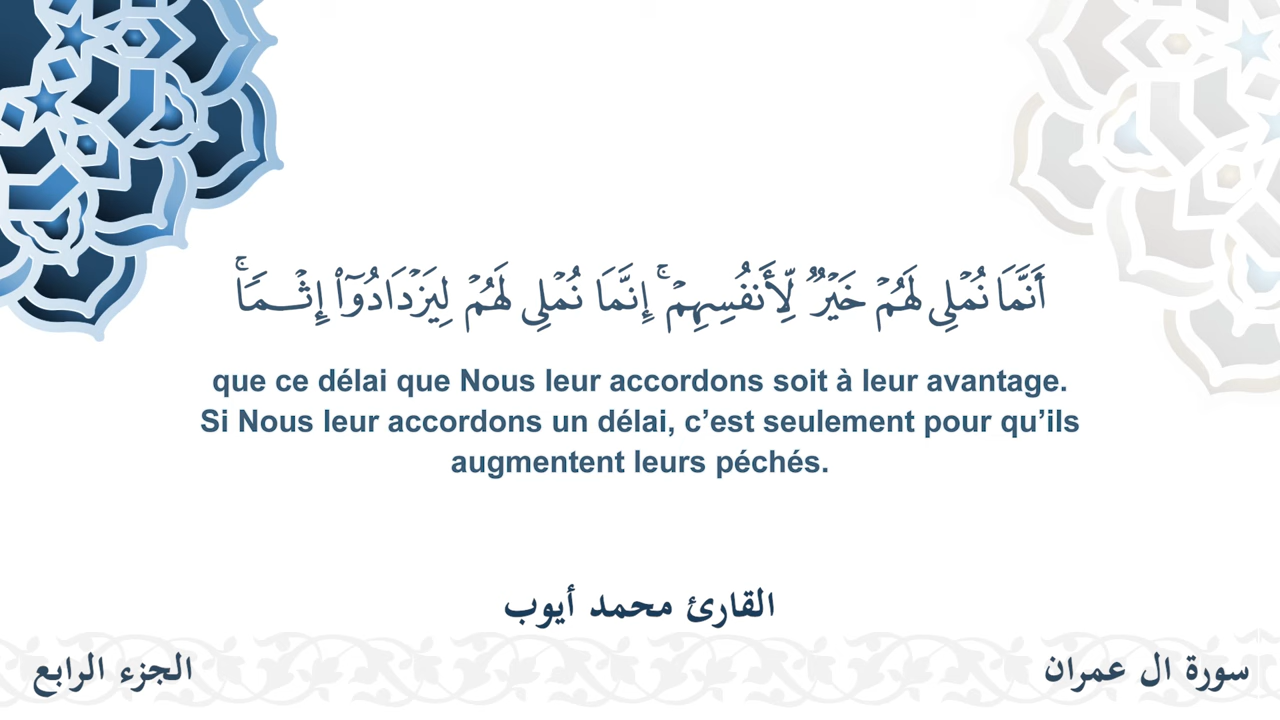 أَنَّمَا نُمْلِى لَهُمْ خَيْرٌ لِّأَنفُسِهِمْ ۚ إِنَّمَا نُمْلِى لَهُمْ لِيَزْدَادُوٓا۟ إِثْمًا ۚ
que ce délai que Nous leur accordons soit à leur avantage.
Si Nous leur accordons un délai, c’est seulement pour qu’ils
augmentent leurs péchés.
القارئ محمد أيوب
سورة ال عمران
الجزء الرابع